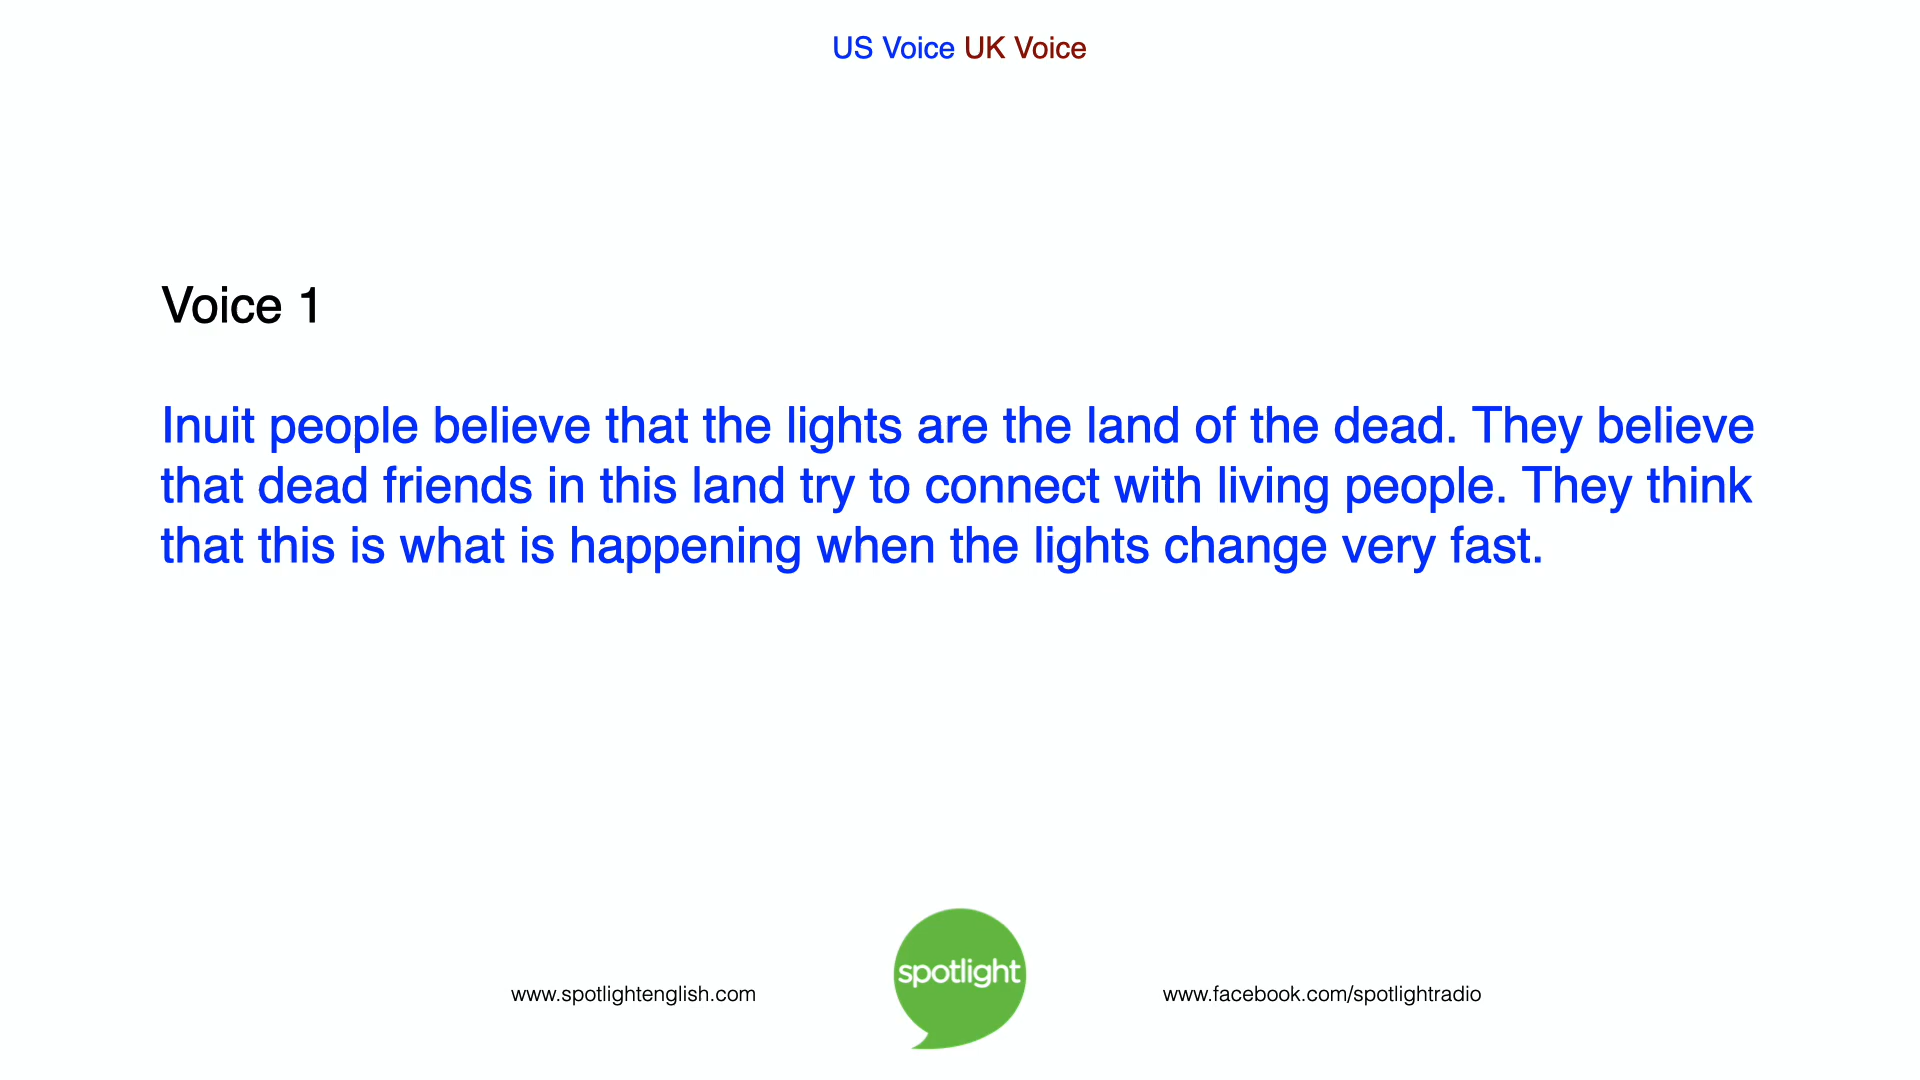 US Voice UK Voice
Voice 1
Inuit people believe that the lights are the land of the dead. They believe
that dead friends in this land try to connect with living people. They think
that this is what is happening when the lights change very fast.
spotlight
www.spotlightenglish.com
www.facebook.com/spotlightradio